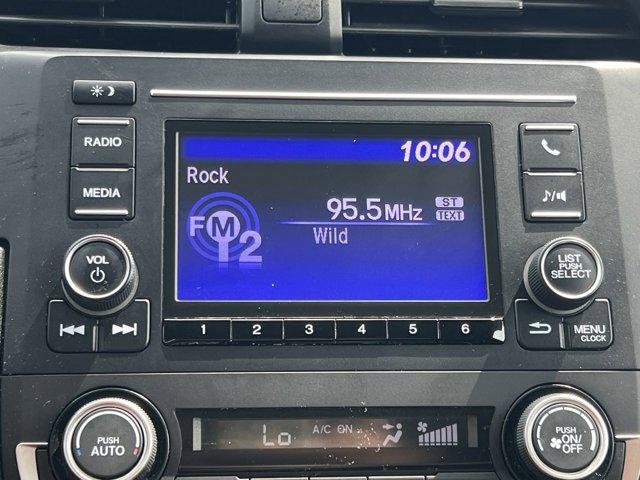 10:06
RADIO
Rock
MEDIA
FM2
95.5MHz
ST
TEXT
Wild
VOL
LIST
PUSH
SELECT
1 2 3 4 5 6
MENU
CLOCK
PUSH
AUTO
Lo
A/C ON
PUSH
ON/
OFF